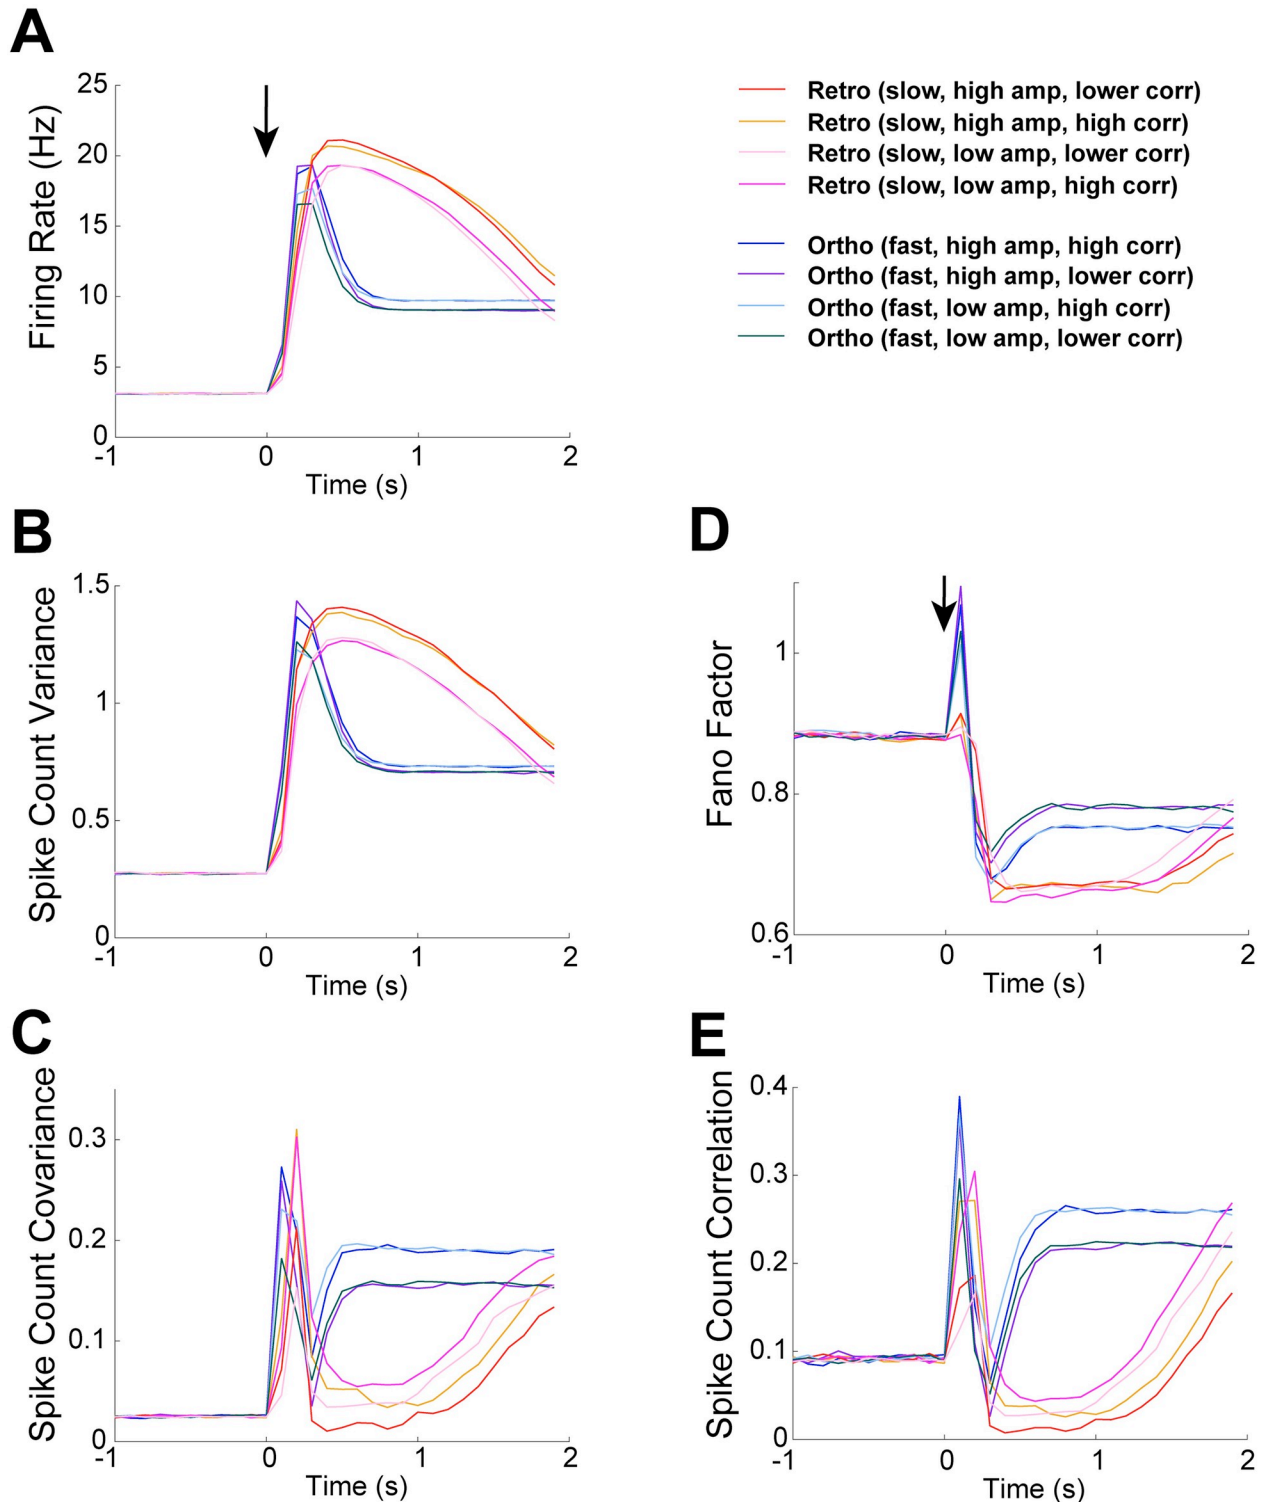 A
25
20
15
10
5
0
-1
0
1
2
Firing Rate (Hz)
Time (s)
Retro (slow, high amp, lower corr)
Retro (slow, high amp, high corr)
Retro (slow, low amp, lower corr)
Retro (slow, low amp, high corr)
Ortho (fast, high amp, high corr)
Ortho (fast, high amp, lower corr)
Ortho (fast, low amp, high corr)
Ortho (fast, low amp, lower corr)
B
1.5
1
0.5
0
-1
0
1
2
Spike Count Variance
Time (s)
D
1
0.8
0.6
-1
0
1
2
Fano Factor
Time (s)
C
0.3
0.2
0.1
0
-1
0
1
2
Spike Count Covariance
Time (s)
E
0.4
0.3
0.2
0.1
0
-1
0
1
2
Spike Count Correlation
Time (s)